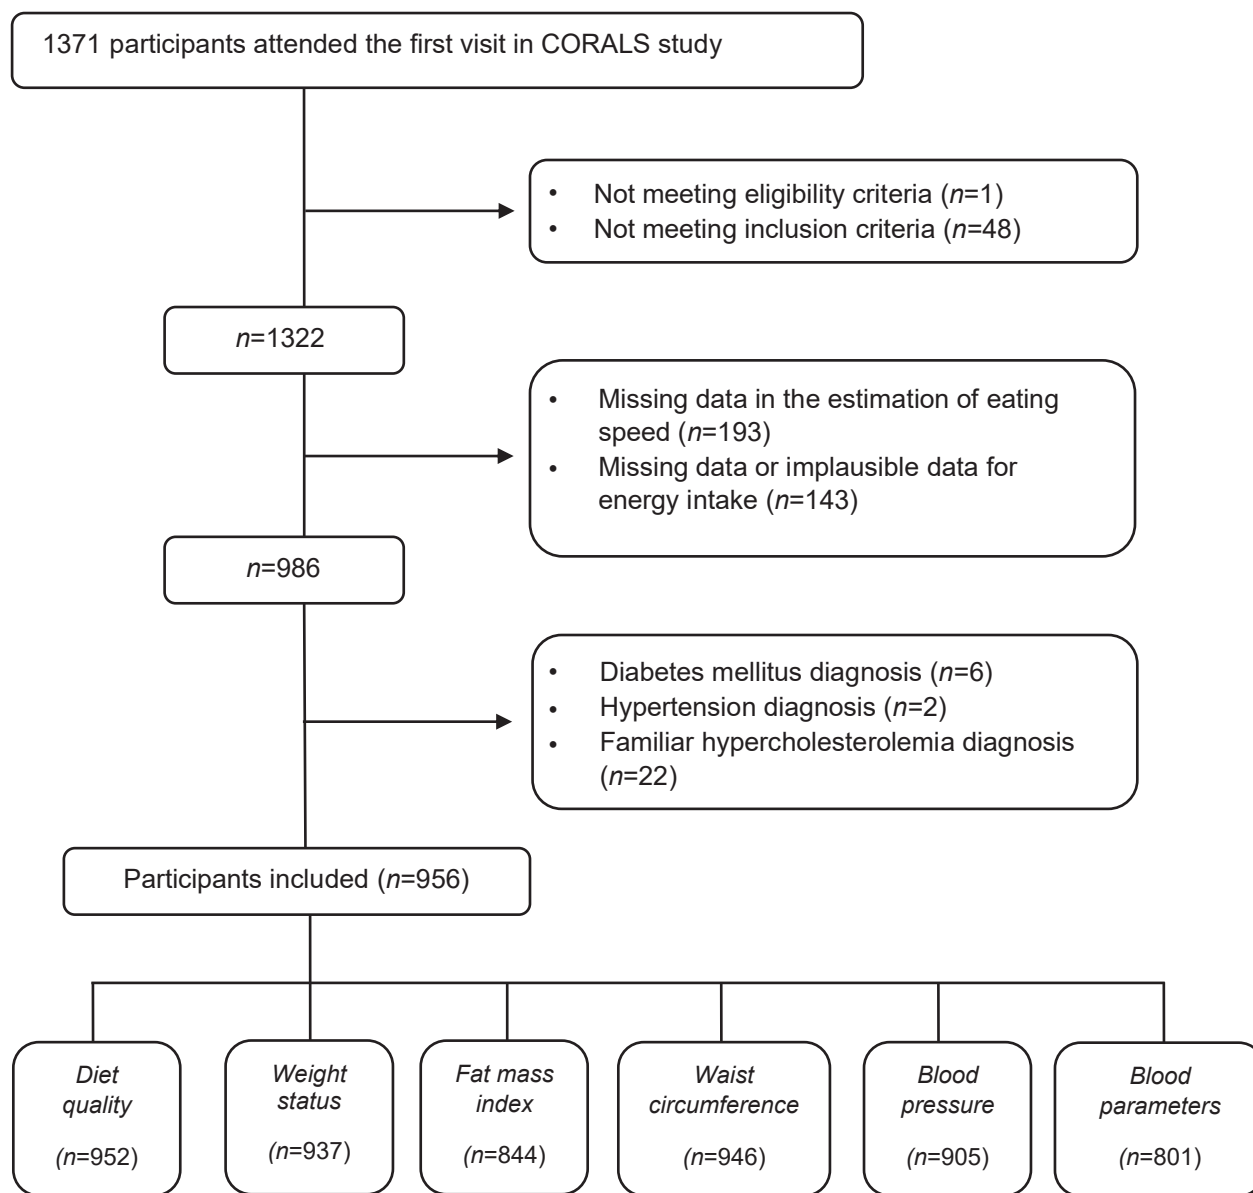 1371 participants attended the first visit in CORALS study
• Not meeting eligibility criteria (n=1)
• Not meeting inclusion criteria (n=48)
n=1322
• Missing data in the estimation of eating
speed (n=193)
• Missing data or implausible data for
energy intake (n=143)
n=986
• Diabetes mellitus diagnosis (n=6)
• Hypertension diagnosis (n=2)
• Familiar hypercholesterolemia diagnosis
(n=22)
Participants included (n=956)
Diet
quality
(n=952)
Weight
status
(n=937)
Fat mass
index
(n=844)
Waist
circumference
(n=946)
Blood
pressure
(n=905)
Blood
parameters
(n=801)